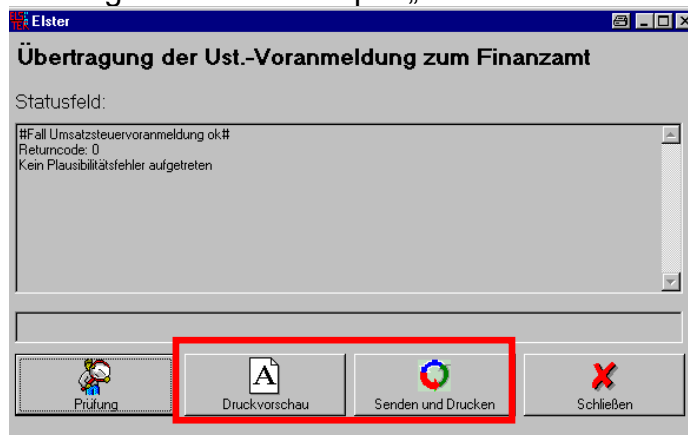 Elster
Übertragung der Ust.-Voranmeldung zum Finanzamt
Statusfeld:
#Fall Umsatzsteuervoranmeldung ok#
Returncode: 0
Kein Plausibilitätsfehler aufgetreten
Prüfung
Druckvorschau
Senden und Drucken
Schließen